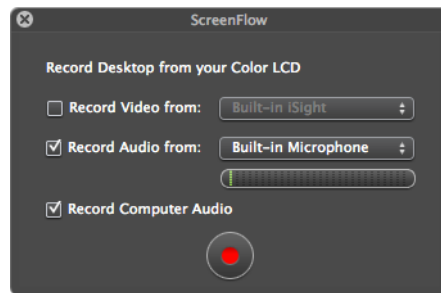 ScreenFlow
Record Desktop from your Color LCD
Record Video from: Built-in iSight
Record Audio from: Built-in Microphone
Record Computer Audio